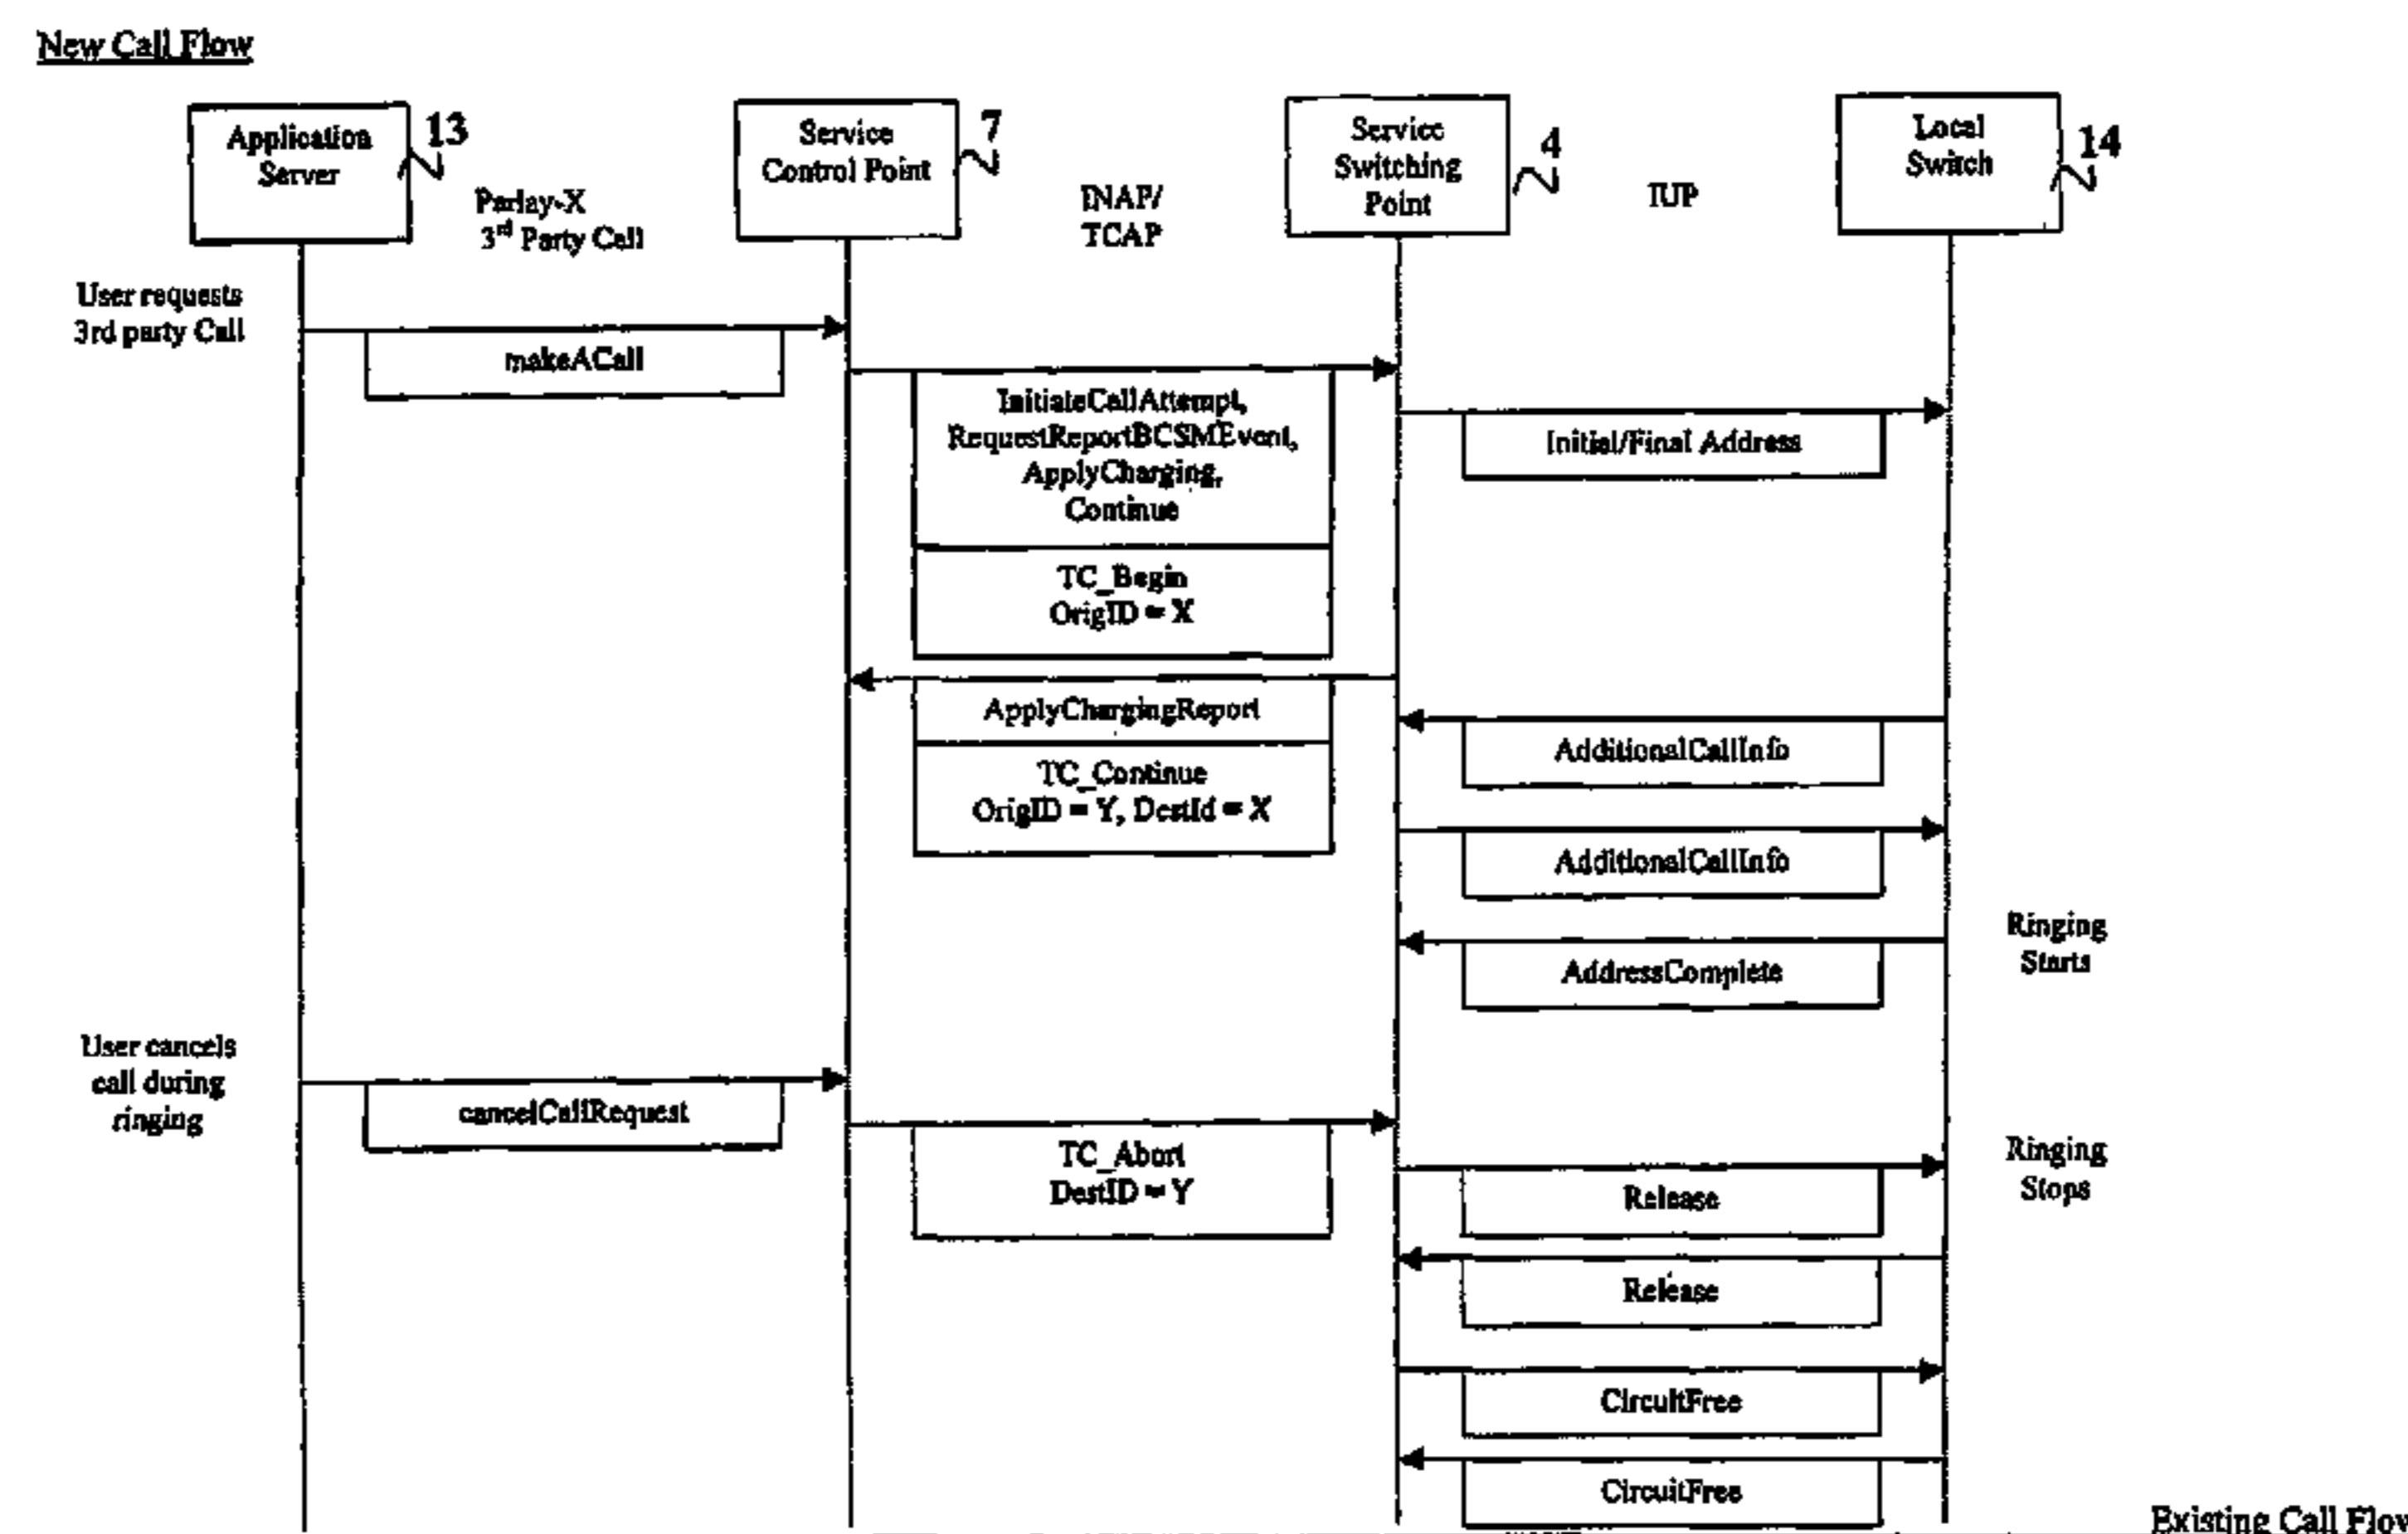 New Call Flow
Application
Server
13
Parlay-X
3rd Party Call
Service
Control Point
7
INAP/
TCAP
Service
Switching
Point
4
IUP
Local
Switch
14
User requests
3rd party Call
makeACall
InitiateCallAttempt,
RequestReportBCSMEvent,
ApplyCharging,
Continue
TC_Begin
OrigID = X
Initial/Final Address
ApplyChargingReport
TC_Continue
OrigID = Y, DestId = X
AdditionalCallInfo
AdditionalCallInfo
Ringing
Starts
AddressComplete
User cancels
call during
ringing
cancelCallRequest
TC_Abort
DestID = Y
Ringing
Stops
Release
Release
CircuitFree
CircuitFree
Existing Call Flow